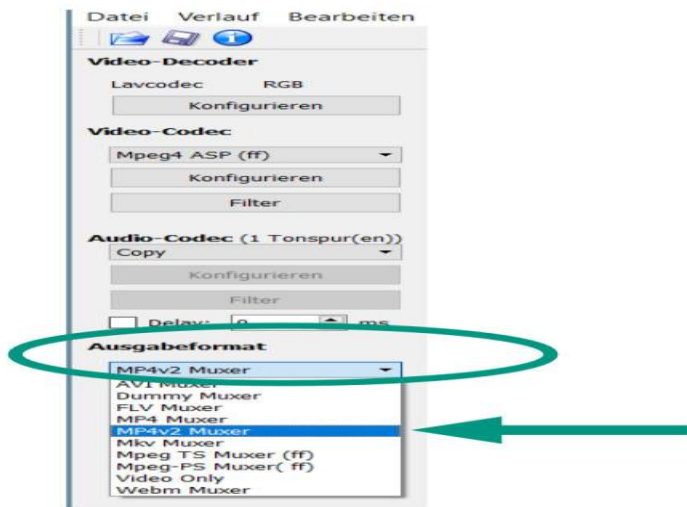 Datei Verlauf Bearbeiten
Video-Decoder
Lavcodec RGB
Konfigurieren
Video-Codec
Mpeg4 ASP (ff)
Konfigurieren
Filter
Audio-Codec (1 Tonspur(en))
Copy
Konfigurieren
Filter
Delay: 0 ms
Ausgabeformat
MP4v2 Muxer
AVI Muxer
Dummy Muxer
FLV Muxer
MP4 Muxer
MP4v2 Muxer
Mkv Muxer
Mpeg TS Muxer (ff)
Mpeg-PS Muxer( ff)
Video Only
Webm Muxer